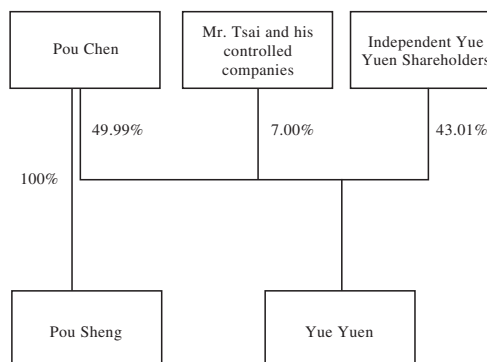 Pou Chen
Mr. Tsai and his
controlled
companies
Independent Yue
Yuen Shareholders
49.99%
7.00%
43.01%
100%
Pou Sheng
Yue Yuen